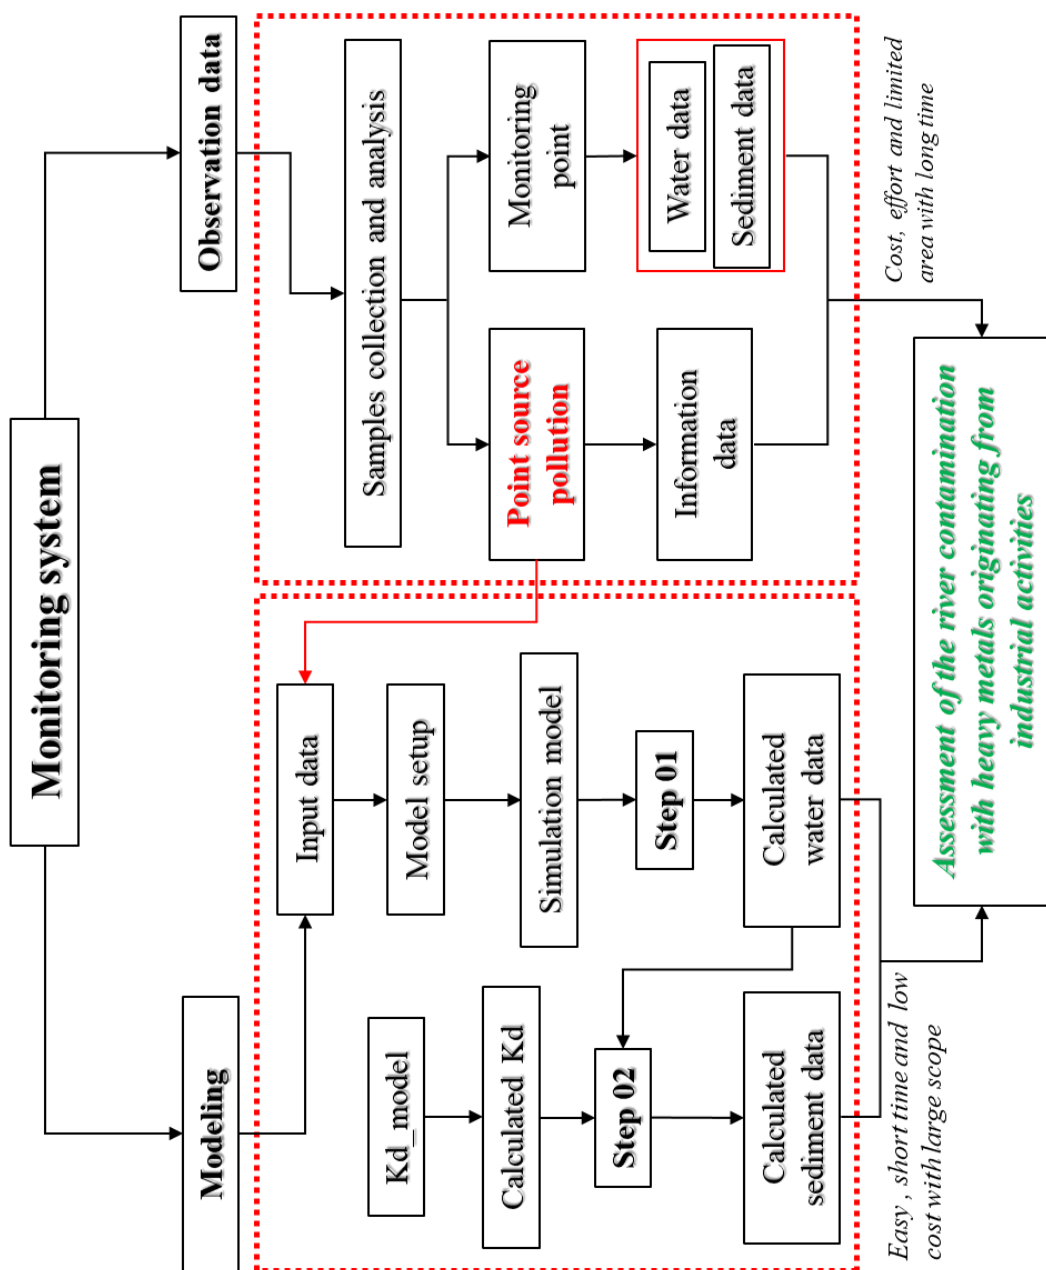 Monitoring system
Modeling
Observation data
Input data
Model setup
Simulation model
Step 01
Calculated
water data
Kd_model
Calculated Kd
Step 02
Calculated
sediment data
Samples collection and analysis
Point source
pollution
Monitoring
point
Information
data
Water data
Sediment data
Easy , short time and low
cost with large scope
Cost, effort and limited
area with long time
Assessment of the river contamination
with heavy metals originating from
industrial activities